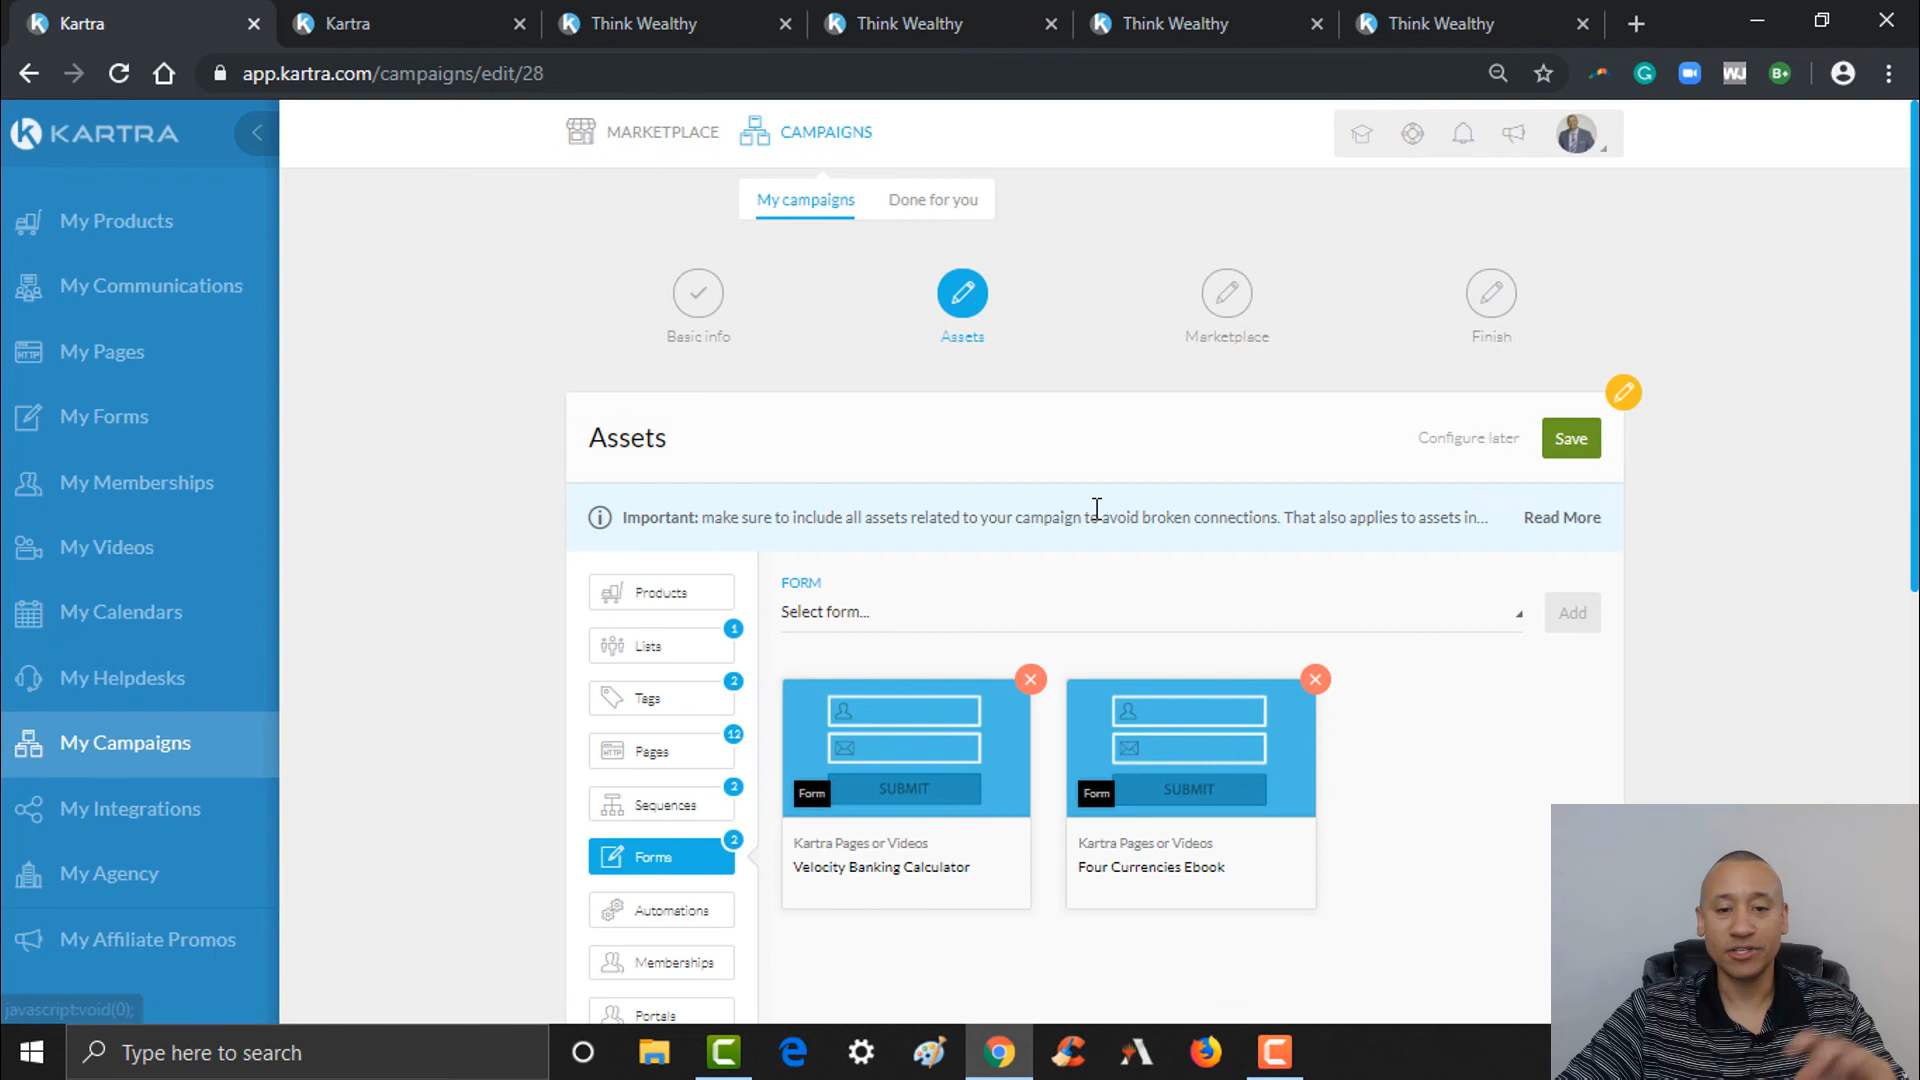 Kartra
Kartra
Think Wealthy
Think Wealthy
Think Wealthy
Think Wealthy
app.kartra.com/campaigns/edit/28
WJ
B+
K KARTRA
MARKETPLACE
CAMPAIGNS
My campaigns
Done for you
My Products
My Communications
HTTP My Pages
My Forms
My Memberships
My Videos
My Calendars
My Helpdesks
My Campaigns
My Integrations
My Agency
My Affiliate Promos
javascript:void(0);
Basic info
Assets
Marketplace
Finish
Assets
Configure later
Save
Important: make sure to include all assets related to your campaign to avoid broken connections. That also applies to assets in...
Read More
Products
Lists 1
Tags 2
HTTP Pages 12
Sequences 2
Forms 2
Automations
Memberships
Portals
FORM
Select form...
Add
SUBMIT
Form
Kartra Pages or Videos
Velocity Banking Calculator
SUBMIT
Form
Kartra Pages or Videos
Four Currencies Ebook
Type here to search